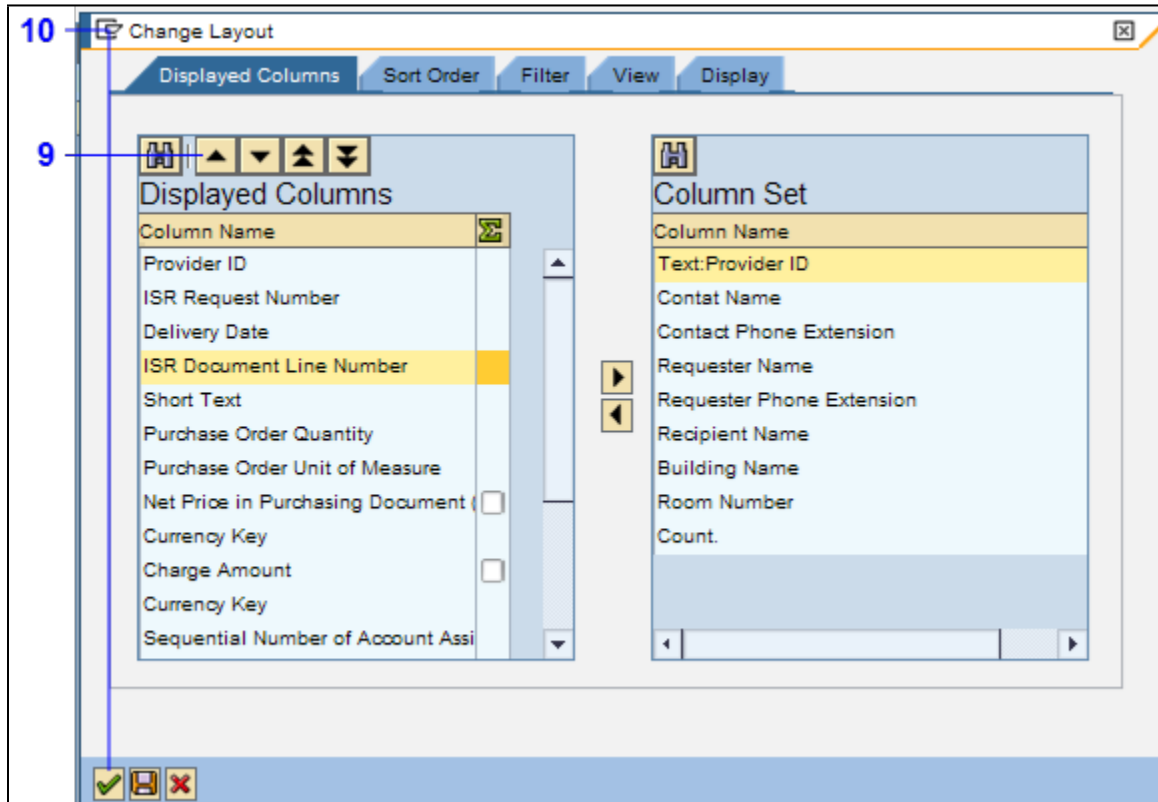 10
Change Layout
Displayed Columns Sort Order Filter View Display
9
Displayed Columns
Column Name
Provider ID
ISR Request Number
Delivery Date
ISR Document Line Number
Short Text
Purchase Order Quantity
Purchase Order Unit of Measure
Net Price in Purchasing Document (
Currency Key
Charge Amount
Currency Key
Sequential Number of Account Assi
Column Set
Column Name
Text:Provider ID
Contat Name
Contact Phone Extension
Requester Name
Requester Phone Extension
Recipient Name
Building Name
Room Number
Count.